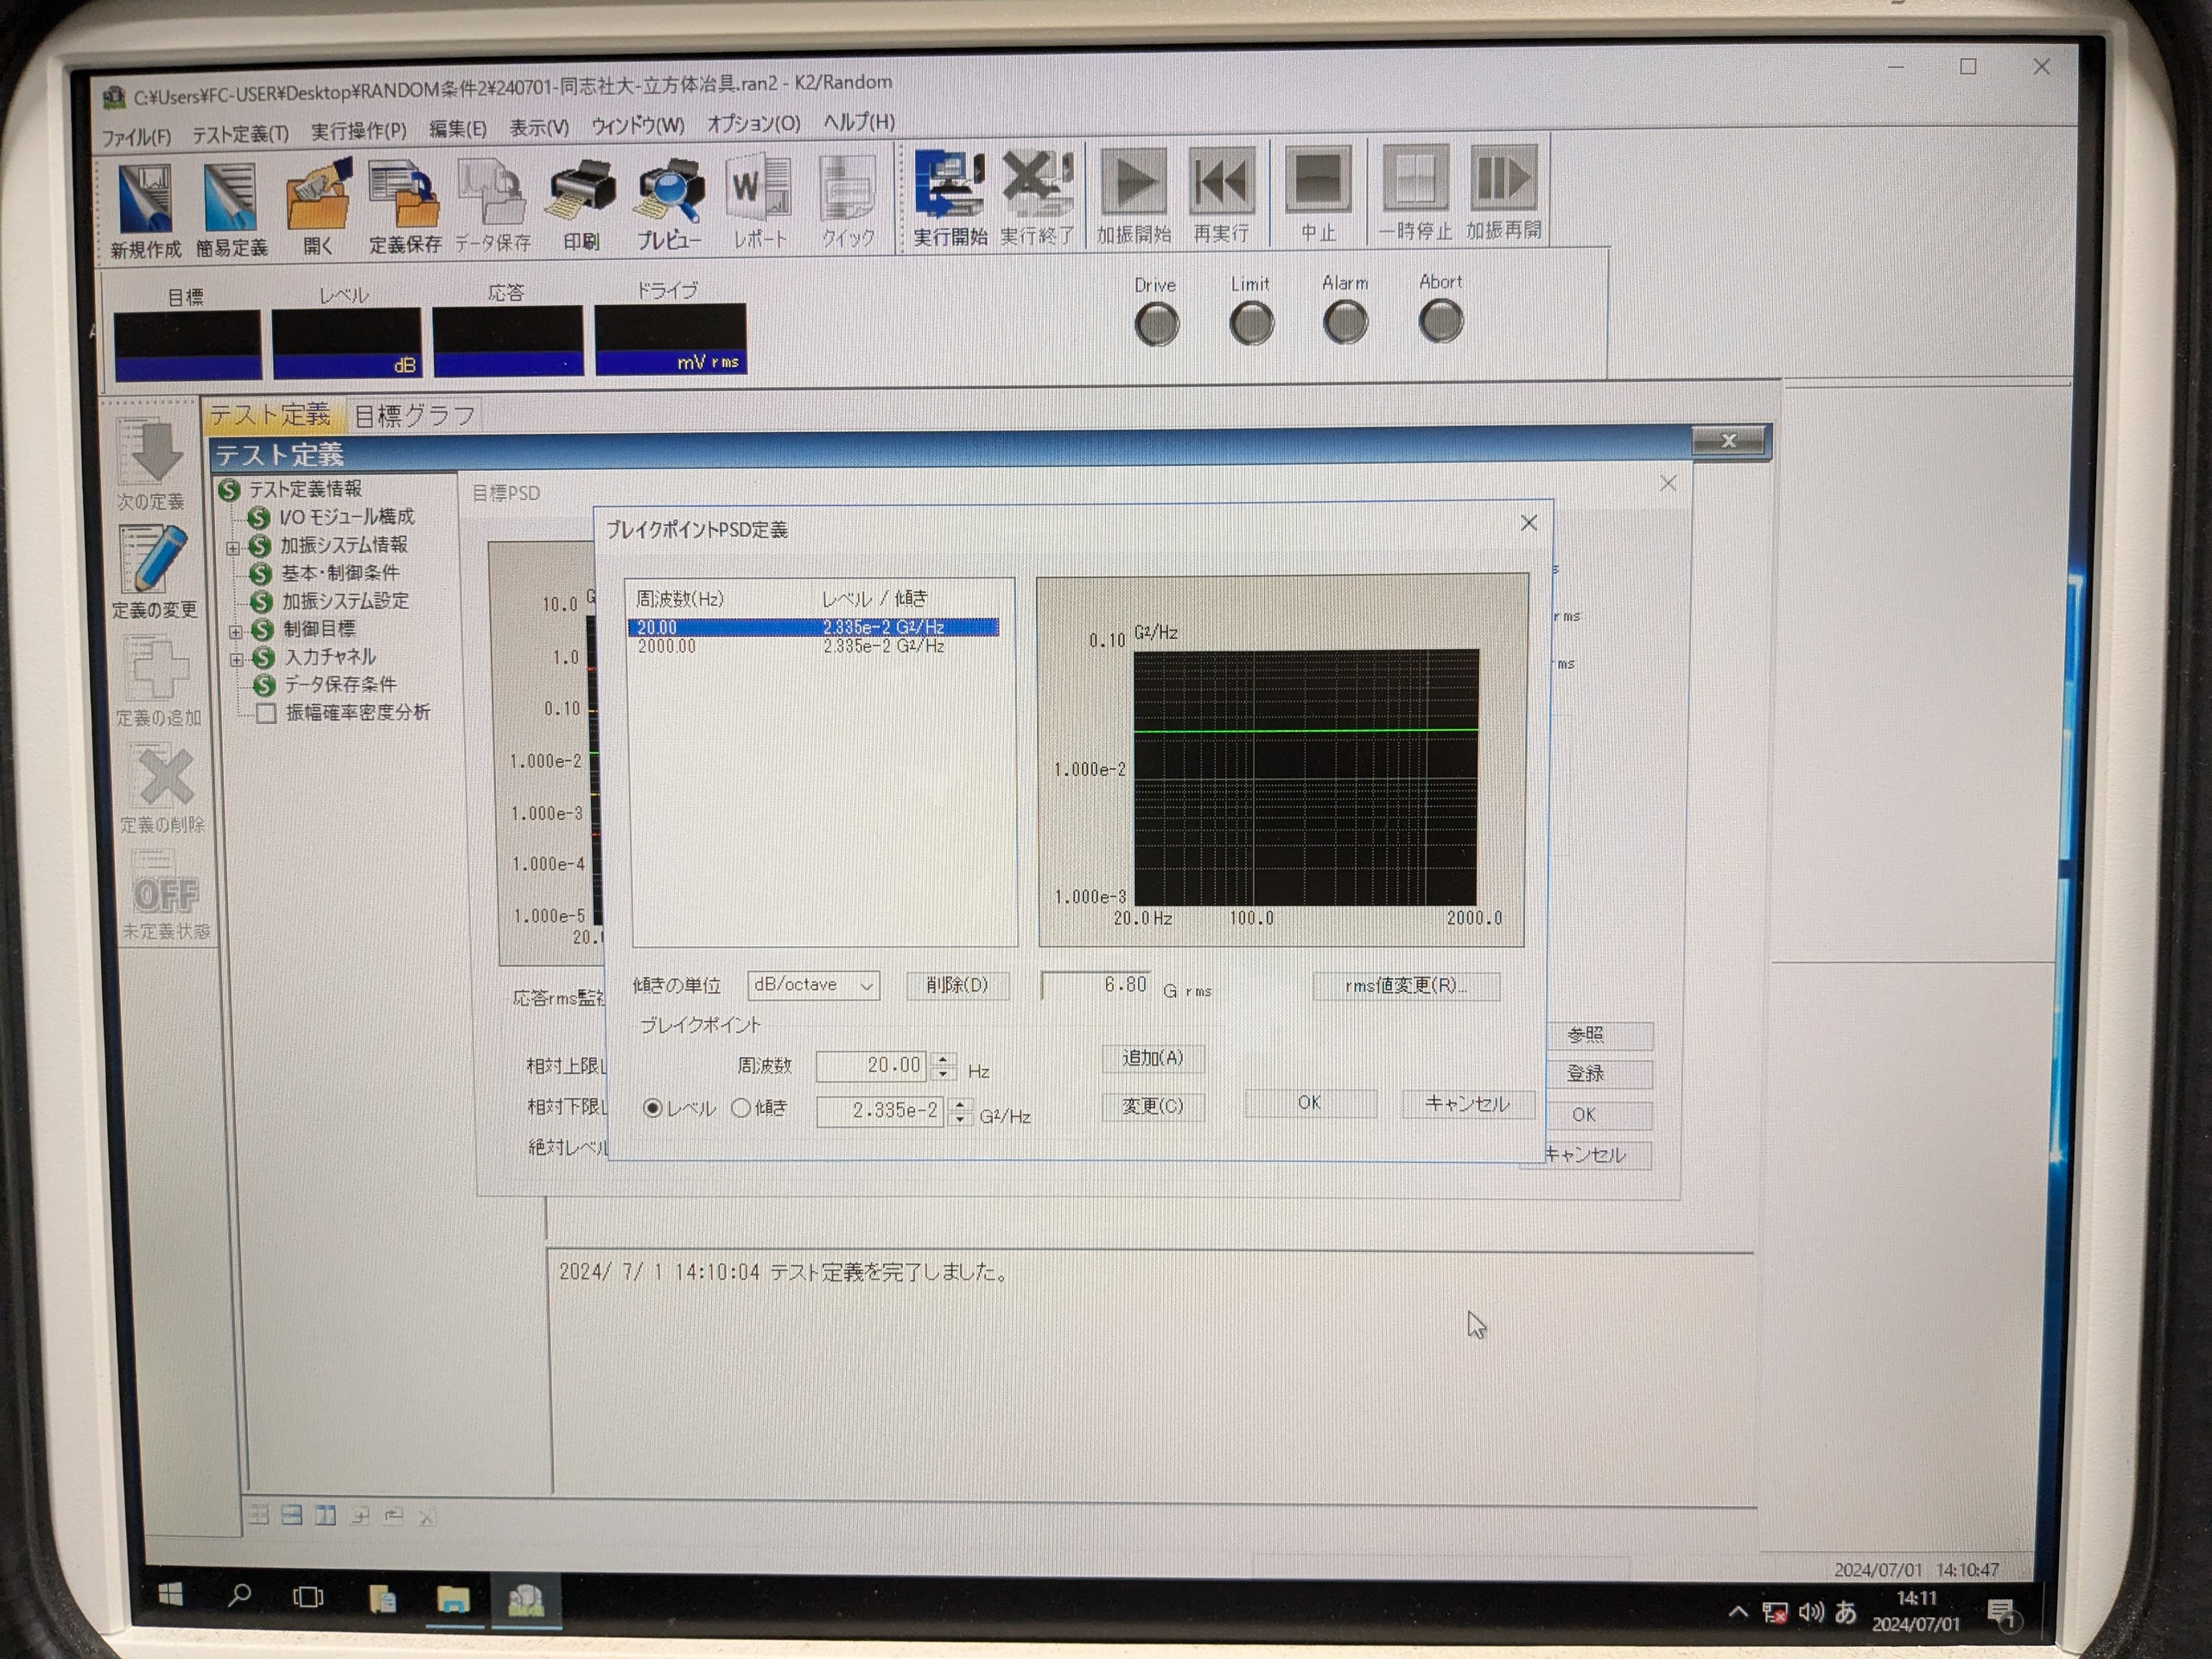 C:¥Users¥FC-USER¥Desktop¥RANDOM条件2¥240701-同志社大-立方体冶具.ran2 - K2/Random
ファイル(F) テスト定義(T) 実行操作(P) 編集(E) 表示(V) ウインドウ(W) オプション(O) ヘルプ(H)
新規作成 簡易定義 開く 定義保存 データ保存 印刷 プレビュー レポート クイック 実行開始 実行終了 加振開始 再実行 中止 一時停止 加振再開
目標 レベル 応答 ドライブ Drive Limit Alarm Abort
dB mV rms
テスト定義 目標グラフ
テスト定義
次の定義
定義の変更
定義の追加
定義の削除
OFF
未定義状態
テスト定義情報
I/O モジュール構成
加振システム情報
基本・制御条件
加振システム設定
制御目標
入力チャネル
データ保存条件
振幅確率密度分析
目標PSD
10.0
1.0
0.10
1.000e-2
1.000e-3
1.000e-4
1.000e-5
応答rms監視
相対上限
相対下限
絶対レベル
ブレイクポイントPSD定義
周波数(Hz) レベル / 傾き
20.00 2.335e-2 G²/Hz
2000.00 2.335e-2 G²/Hz
0.10 G²/Hz
1.000e-2
1.000e-3
20.0 Hz 100.0 2000.0
傾きの単位 dB/octave 削除(D) 6.80 G rms rms値変更(R)...
ブレイクポイント
周波数 20.00 Hz 追加(A)
レベル 傾き 2.335e-2 G²/Hz 変更(C) OK キャンセル
rms
ms
参照
登録
OK
キャンセル
2024/ 7/ 1 14:10:04 テスト定義を完了しました。
2024/07/01 14:10:47
あ
14:11
2024/07/01
1